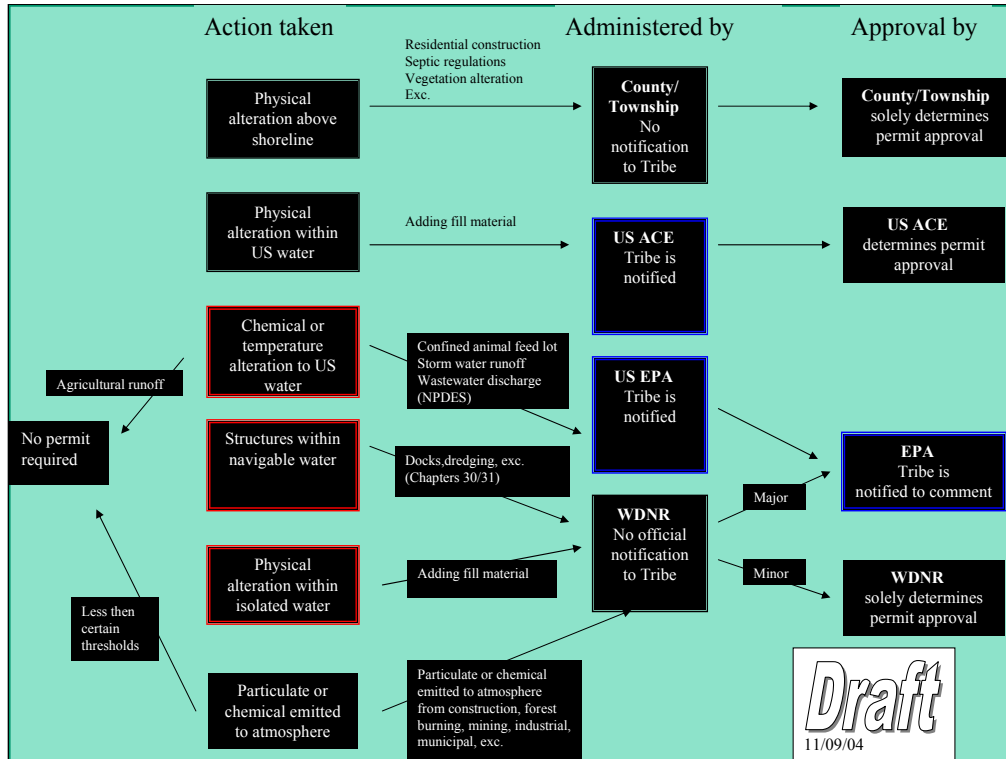 Action taken
Administered by
Approval by
Residential construction
Septic regulations
Vegetation alteration
Exc.
Physical
alteration above
shoreline
County/
Township
No
notification
to Tribe
County/Township
solely determines
permit approval
Physical
alteration within
US water
Adding fill material
US ACE
Tribe is
notified
US ACE
determines permit
approval
Chemical or
temperature
alteration to US
water
Confined animal feed lot
Storm water runoff
Wastewater discharge
(NPDES)
US EPA
Tribe is
notified
Agricultural runoff
No permit
required
Structures within
navigable water
Docks,dredging, exc.
(Chapters 30/31)
EPA
Tribe is
notified to comment
Major
WDNR
No official
notification
to Tribe
Physical
alteration within
isolated water
Adding fill material
Minor
WDNR
solely determines
permit approval
Less then
certain
thresholds
Particulate or
chemical emitted
to atmosphere
Particulate or chemical
emitted to atmosphere
from construction, forest
burning, mining, industrial,
municipal, exc.
Draft
11/09/04